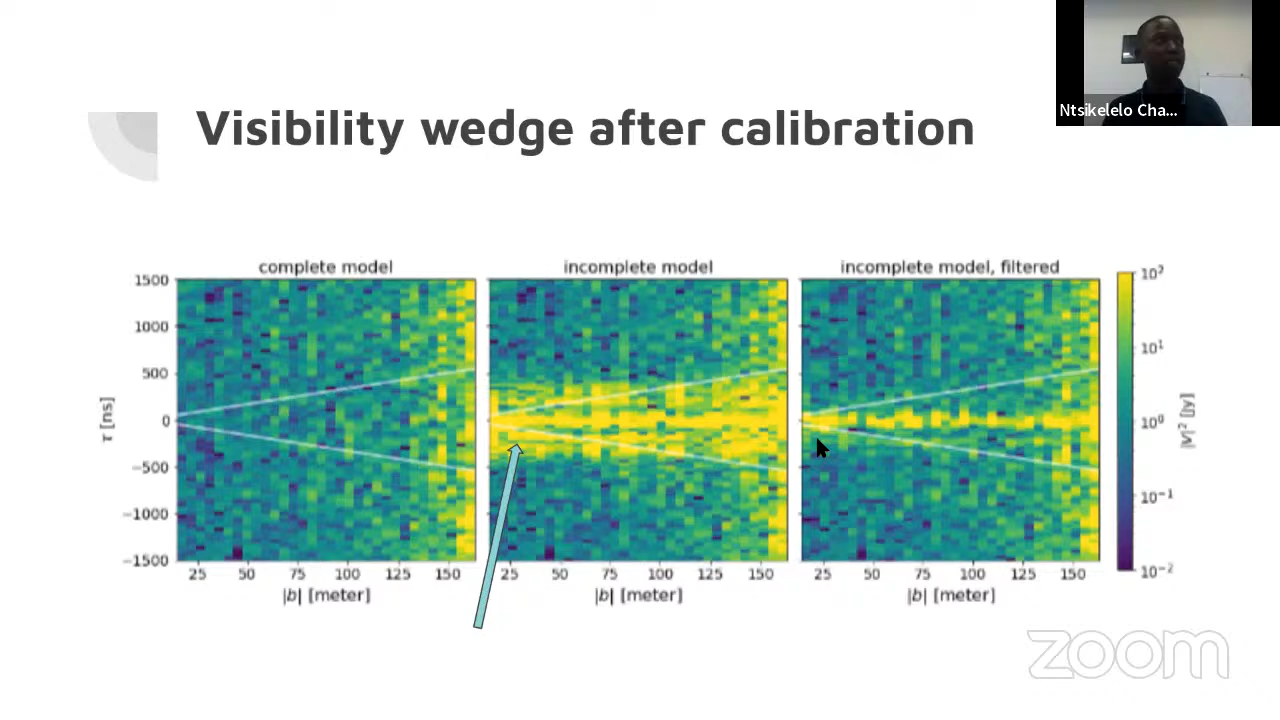 Ntsikelelo Cha...
Visibility wedge after calibration
complete model
incomplete model
incomplete model, filtered
1500
1000
500
0
−500
−1000
−1500
τ [ns]
25 50 75 100 125 150
25 50 75 100 125 150
25 50 75 100 125 150
|b| [meter]
|b| [meter]
|b| [meter]
10²
10¹
10⁰
10⁻¹
10⁻²
|V|² [Jy]
zoom